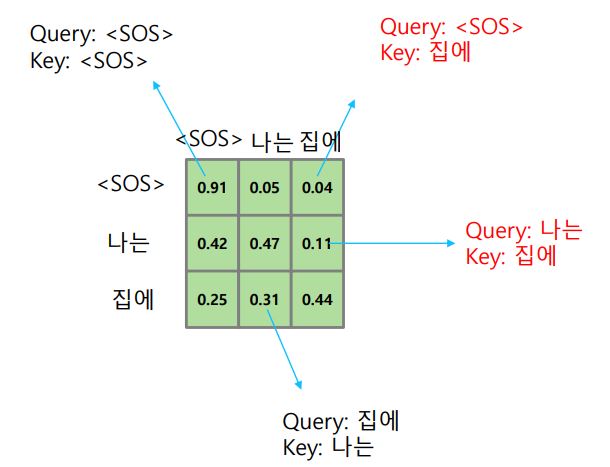 Query: <SOS>
Key: <SOS>
Query: <SOS>
Key: 집에
<SOS> 나는 집에
<SOS> 0.91 0.05 0.04
나는 0.42 0.47 0.11
집에 0.25 0.31 0.44
Query: 나는
Key: 집에
Query: 집에
Key: 나는